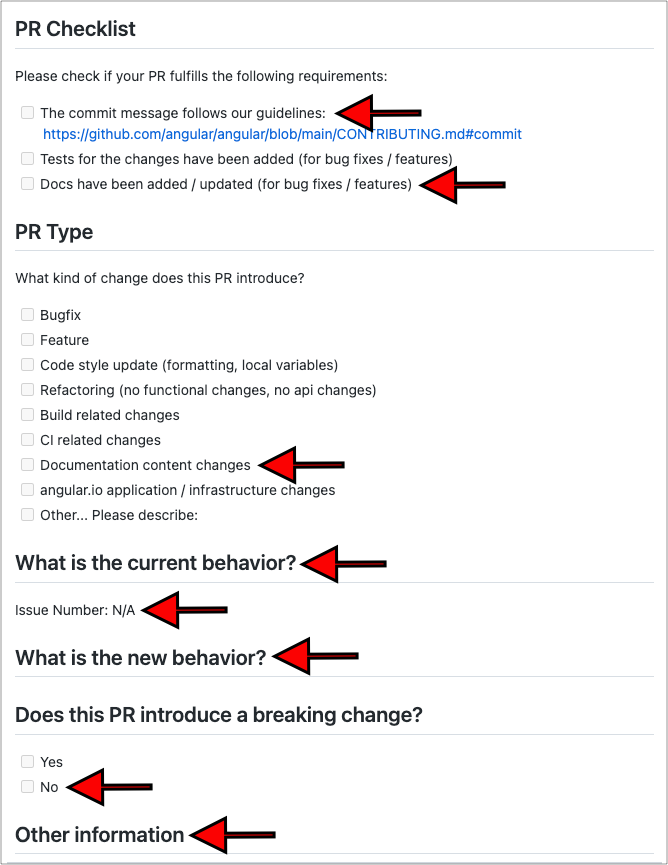 PR Checklist
Please check if your PR fulfills the following requirements:
The commit message follows our guidelines:
https://github.com/angular/angular/blob/main/CONTRIBUTING.md#commit
Tests for the changes have been added (for bug fixes / features)
Docs have been added / updated (for bug fixes / features)
PR Type
What kind of change does this PR introduce?
Bugfix
Feature
Code style update (formatting, local variables)
Refactoring (no functional changes, no api changes)
Build related changes
CI related changes
Documentation content changes
angular.io application / infrastructure changes
Other... Please describe:
What is the current behavior?
Issue Number: N/A
What is the new behavior?
Does this PR introduce a breaking change?
Yes
No
Other information